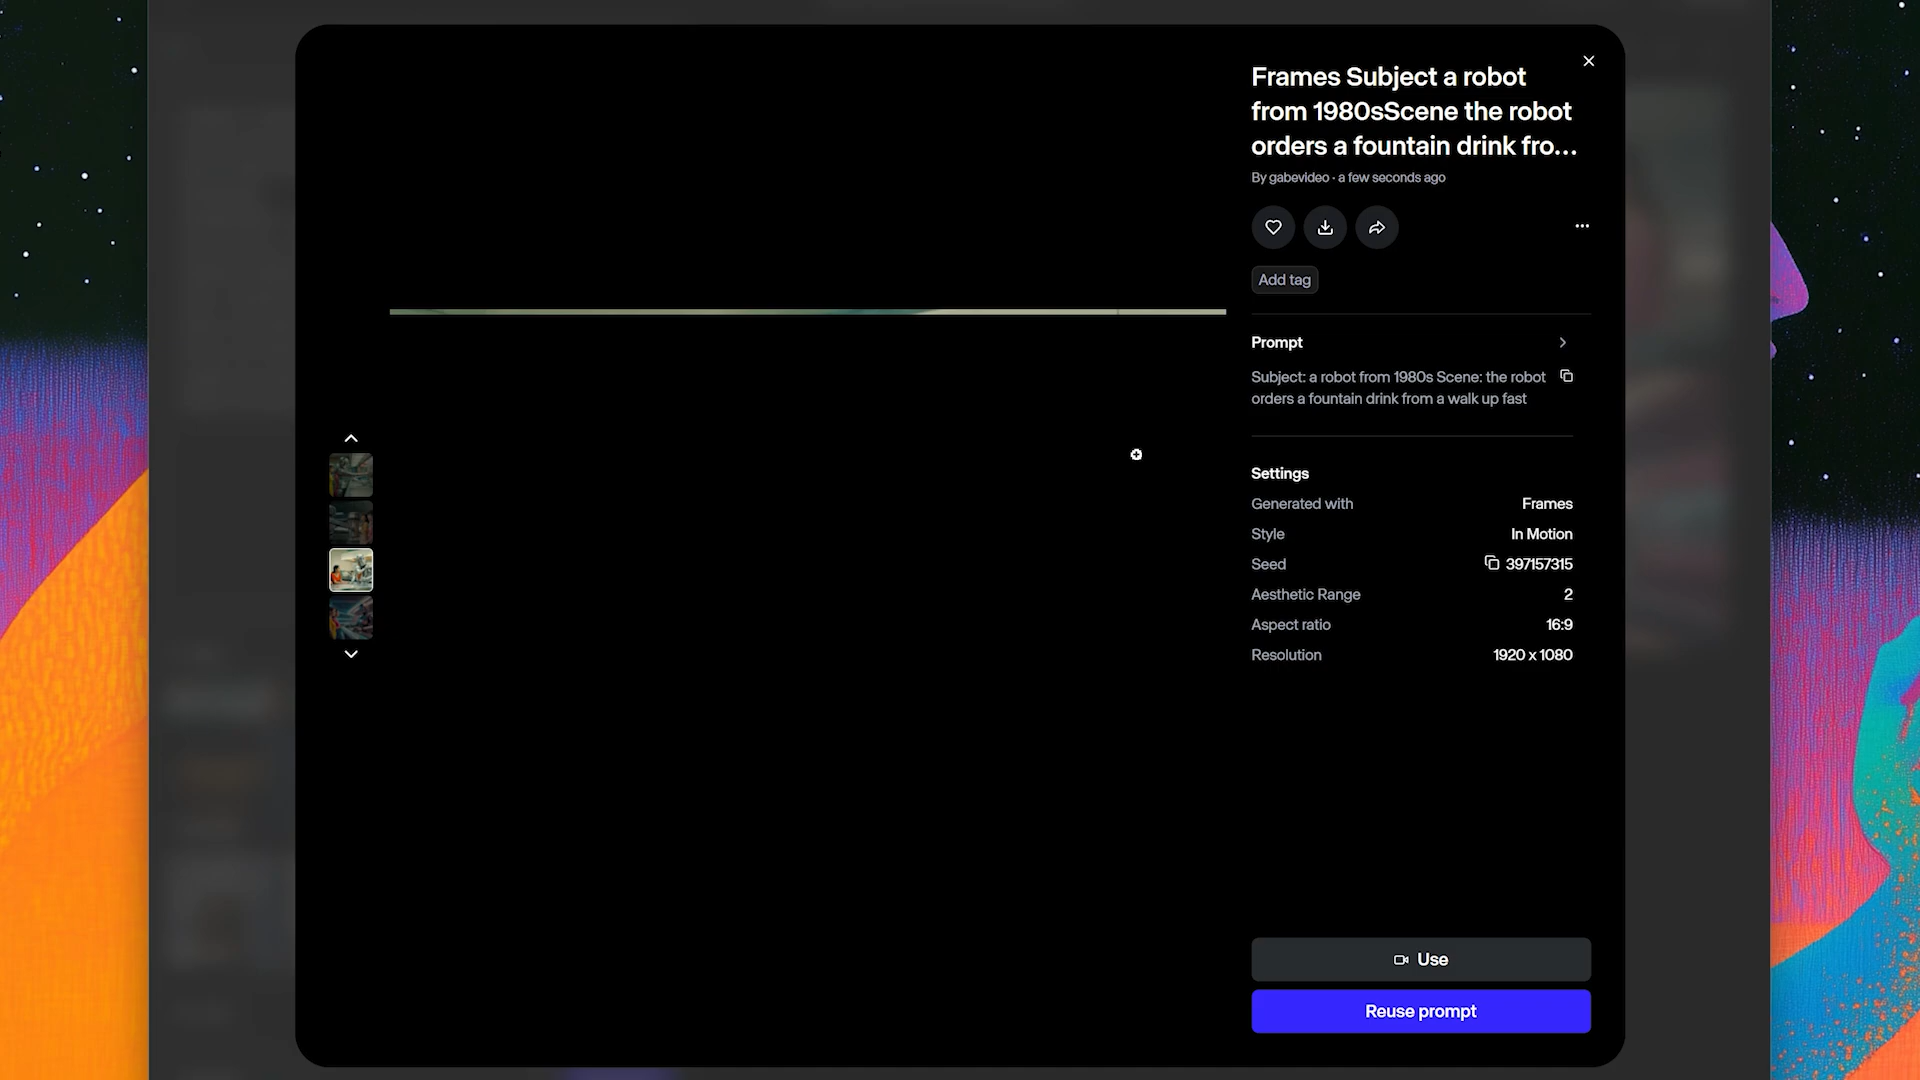 Frames Subject a robot
from 1980sScene the robot
orders a fountain drink fro...
By gabevideo · a few seconds ago
Add tag
Prompt
Subject: a robot from 1980s Scene: the robot
orders a fountain drink from a walk up fast
Settings
Generated with Frames
Style In Motion
Seed 397157315
Aesthetic Range 2
Aspect ratio 16:9
Resolution 1920 x 1080
Use
Reuse prompt